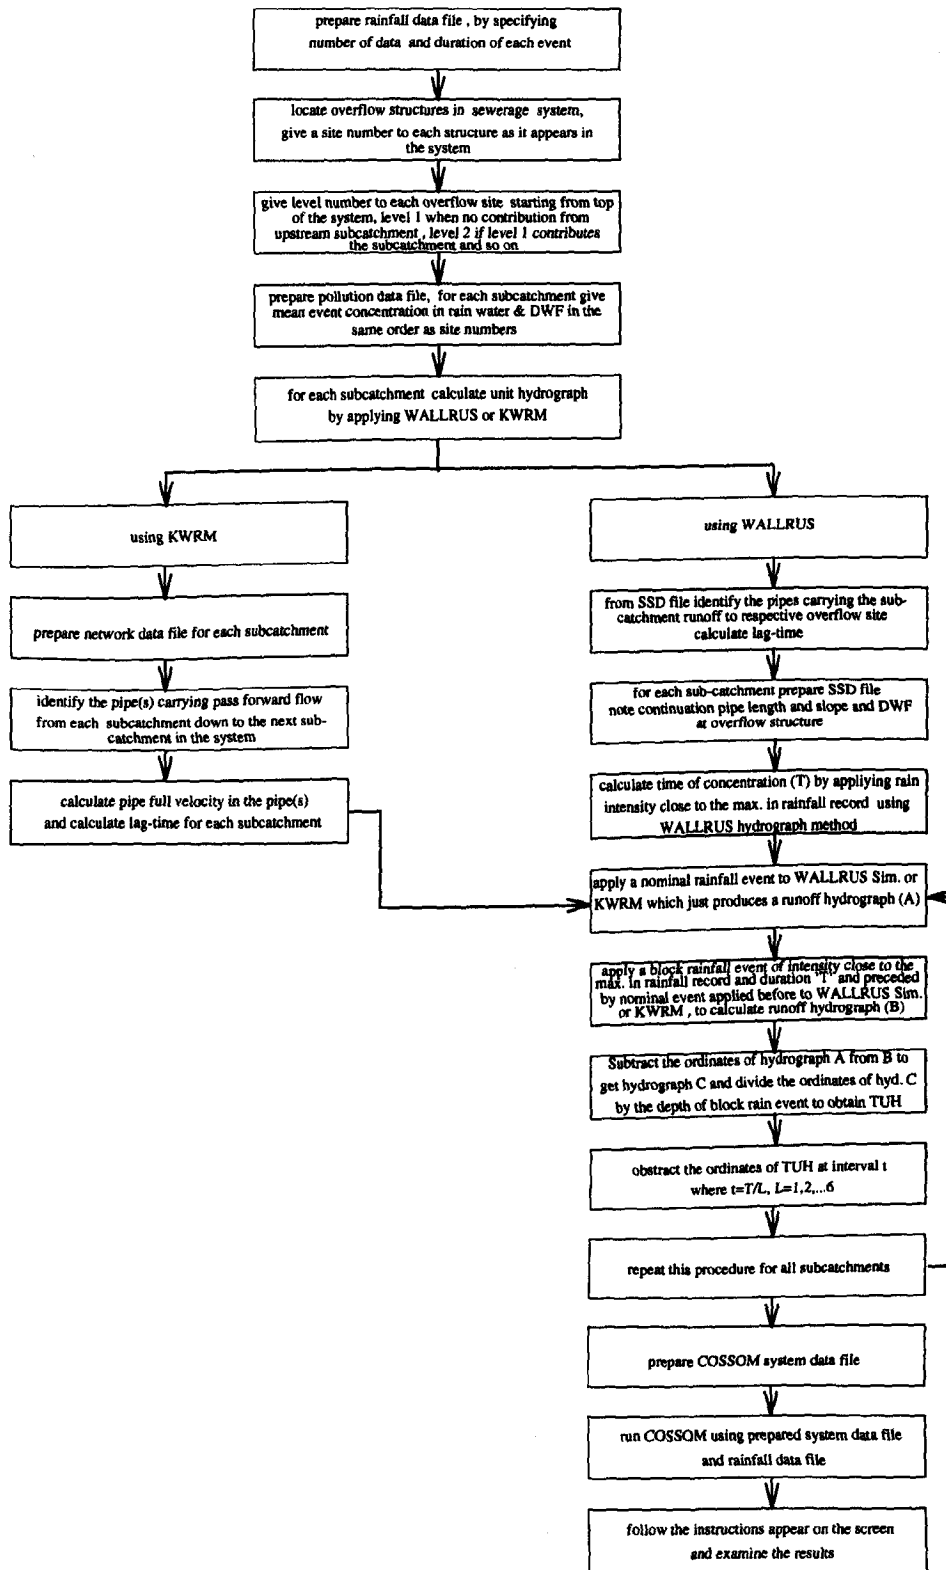 prepare rainfall data file , by specifying
number of data and duration of each event
locate overflow structures in sewerage system,
give a site number to each structure as it appears in
the system
give level number to each overflow site starting from top
of the system, level 1 when no contribution from
upstream subcatchment , level 2 if level 1 contributes
the subcatchment and so on
prepare pollution data file, for each subcatchment give
mean event concentration in rain water & DWF in the
same order as site numbers
for each subcatchment calculate unit hydrograph
by applying WALLRUS or KWRM
using KWRM
prepare network data file for each subcatchment
identify the pipe(s) carrying pass forward flow
from each subcatchment down to the next sub-
catchment in the system
calculate pipe full velocity in the pipe(s)
and calculate lag-time for each subcatchment
using WALLRUS
from SSD file identify the pipes carrying the sub-
catchment runoff to respective overflow site
calculate lag-time
for each sub-catchment prepare SSD file
note continuation pipe length and slope and DWF
at overflow structure
calculate time of concentration (T) by appliying rain
intensity close to the max. in rainfall record using
WALLRUS hydrograph method
apply a nominal rainfall event to WALLRUS Sim. or
KWRM which just produces a runoff hydrograph (A)
apply a block rainfall event of intensity close to the
max. in rainfall record and duration 'T' and preceded
by nominal event applied before to WALLRUS Sim.
or KWRM , to calculate runoff hydrograph (B)
Subtract the ordinates of hydrograph A from B to
get hydrograph C and divide the ordinates of hyd. C
by the depth of block rain event to obtain TUH
obstract the ordinates of TUH at interval t
where t=T/L, L=1,2,...6
repeat this procedure for all subcatchments
prepare COSSOM system data file
run COSSOM using prepared system data file
and rainfall data file
follow the instructions appear on the screen
and examine the results